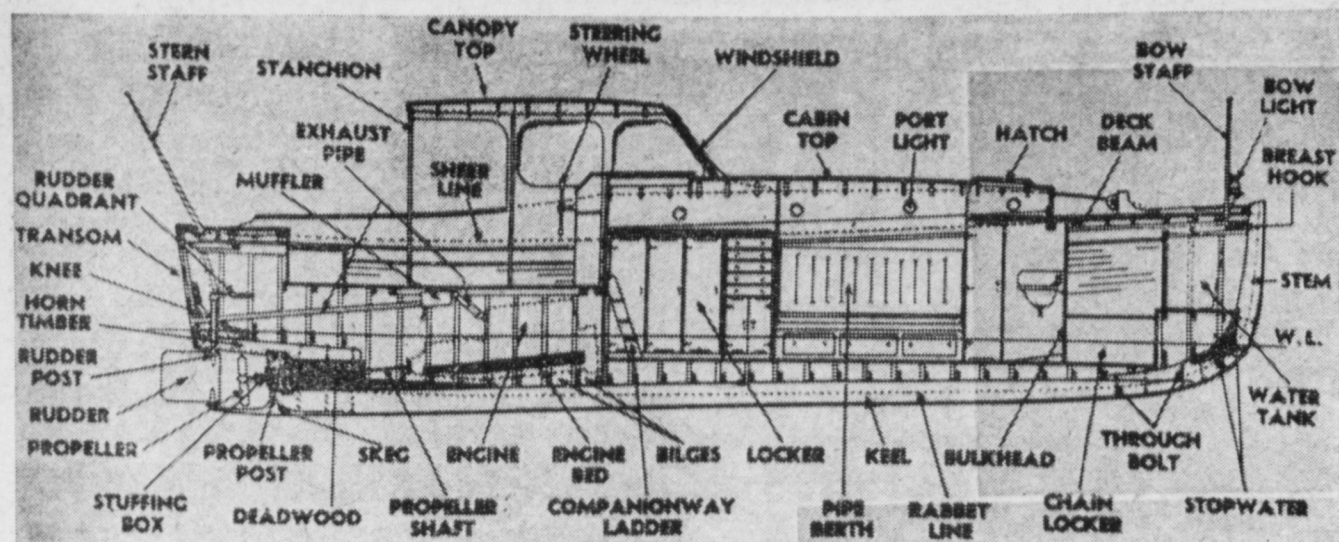 STERN
STAFF
STANCHION
CANOPY
TOP
STEERING
WHEEL
WINDSHIELD
BOW
STAFF
BOW
LIGHT
EXHAUST
PIPE
CABIN
TOP
PORT
LIGHT
HATCH
DECK
BEAM
BREAST
HOOK
RUDDER
QUADRANT
MUFFLER
SHEER
LINE
TRANSOM
KNEE
HORN
TIMBER
STEM
RUDDER
POST
W.L.
RUDDER
WATER
TANK
PROPELLER
PROPELLER
POST
SKEG
ENGINE
ENGINE
BED
BILGES
LOCKER
KEEL
BULKHEAD
THROUGH
BOLT
STUFFING
BOX
DEADWOOD
PROPELLER
SHAFT
COMPANIONWAY
LADDER
PIPE
BERTH
RABBET
LINE
CHAIN
LOCKER
STOPWATER